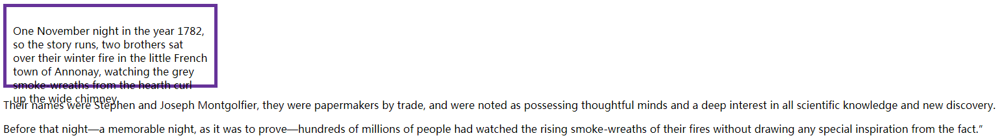 One November night in the year 1782,
so the story runs, two brothers sat
over their winter fire in the little French
town of Annonay, watching the grey
smoke-wreaths from the hearth curl
up the wide chimney.
Their names were Stephen and Joseph Montgolfier, they were papermakers by trade, and were noted as possessing thoughtful minds and a deep interest in all scientific knowledge and new discovery.
Before that night—a memorable night, as it was to prove—hundreds of millions of people had watched the rising smoke-wreaths of their fires without drawing any special inspiration from the fact.”